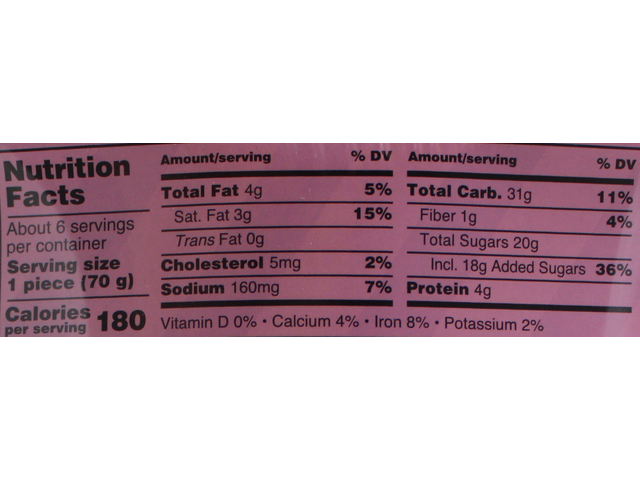 Nutrition
Facts
About 6 servings
per container
Serving size
1 piece (70 g)
Calories
per serving 180
Amount/serving % DV
Total Fat 4g 5%
Sat. Fat 3g 15%
Trans Fat 0g
Cholesterol 5mg 2%
Sodium 160mg 7%
Amount/serving % DV
Total Carb. 31g 11%
Fiber 1g 4%
Total Sugars 20g
Incl. 18g Added Sugars 36%
Protein 4g
Vitamin D 0% • Calcium 4% • Iron 8% • Potassium 2%